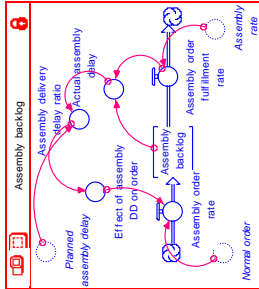 Assembly backlog
Planned
assembly delay
Assembly delivery
delay ratio
Actual assembly
delay
Effect of assembly
DD on order
Assembly
backlog
Assembly order
rate
Assembly order
fulfillment
rate
Normal order
Assembly
rate